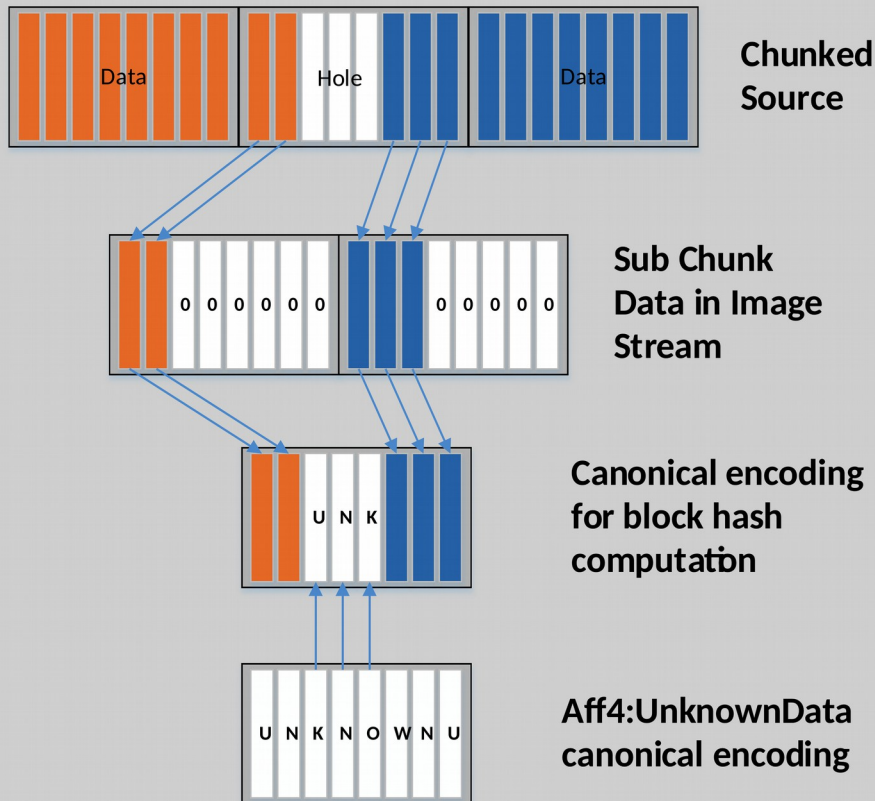 Data
Hole
Data
Chunked
Source
0 0 0 0 0 0
0 0 0 0 0
Sub Chunk
Data in Image
Stream
U N K
Canonical encoding
for block hash
computation
U N K N O W N U
Aff4:UnknownData
canonical encoding